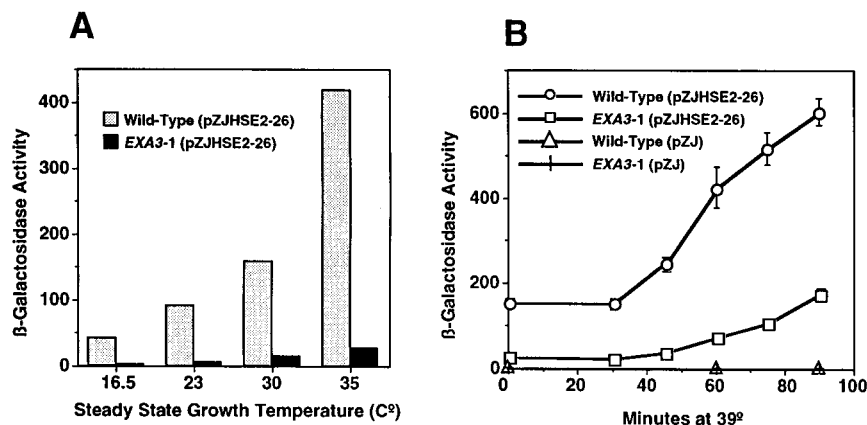 A
ß-Galactosidase Activity
400
300
200
100
0
Wild-Type (pZJHSE2-26)
EXA3-1 (pZJHSE2-26)
16.5 23 30 35
Steady State Growth Temperature (Cº)
B
ß-Galactosidase Activity
600
400
200
0
Wild-Type (pZJHSE2-26)
EXA3-1 (pZJHSE2-26)
Wild-Type (pZJ)
EXA3-1 (pZJ)
0 20 40 60 80 100
Minutes at 39º